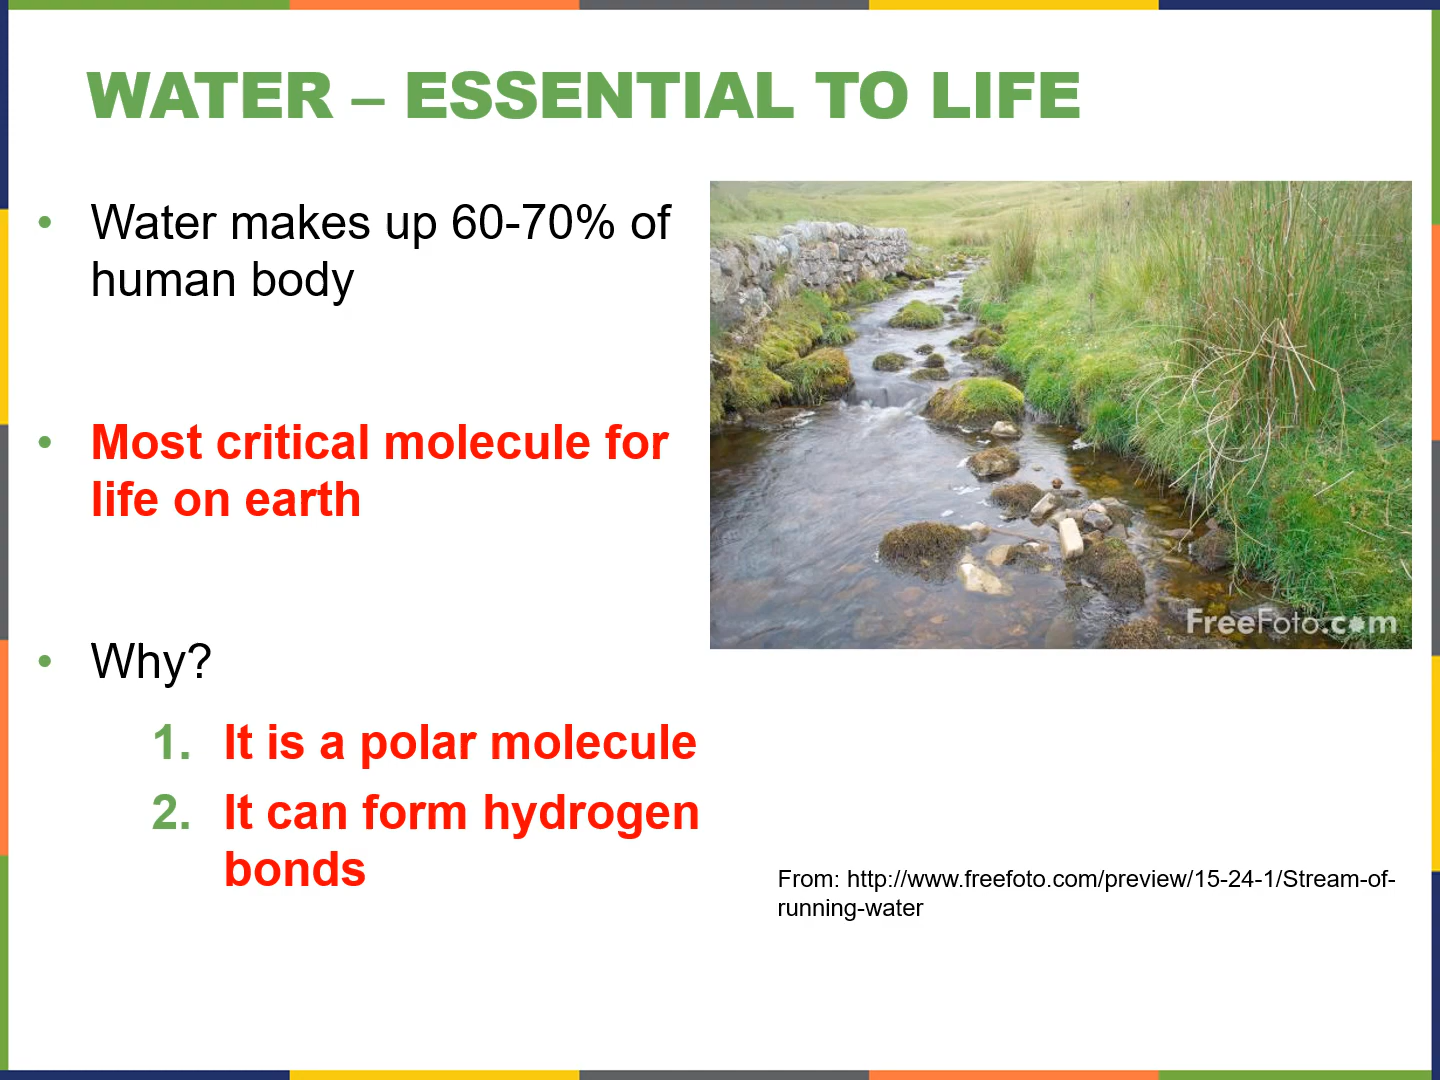 WATER – ESSENTIAL TO LIFE
• Water makes up 60-70% of
human body
• Most critical molecule for
life on earth
• Why?
1. It is a polar molecule
2. It can form hydrogen
bonds
FreeFoto.com
From: http://www.freefoto.com/preview/15-24-1/Stream-of-
running-water